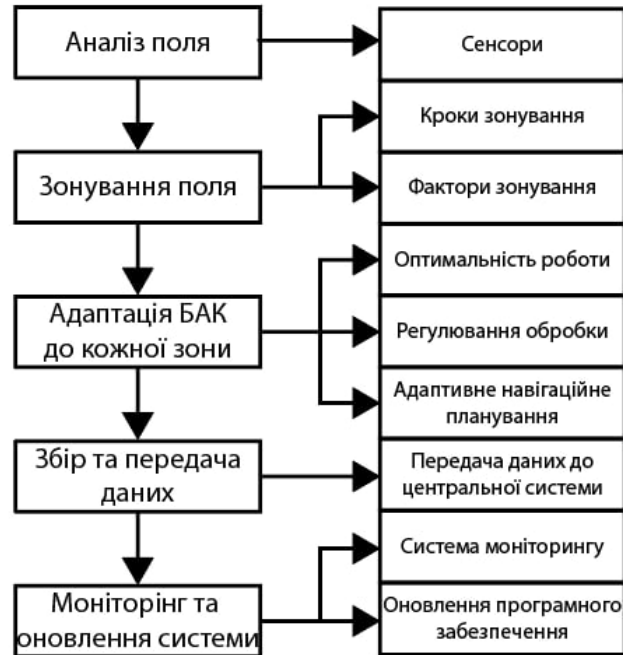 Аналіз поля
Сенсори
Кроки зонування
Зонування поля
Фактори зонування
Оптимальність роботи
Адаптація БАК
до кожної зони
Регулювання обробки
Адаптивне навігаційне
планування
Збір та передача
даних
Передача даних до
центральної системи
Система моніторингу
Моніторінг та
оновлення системи
Оновлення програмного
забезпечення